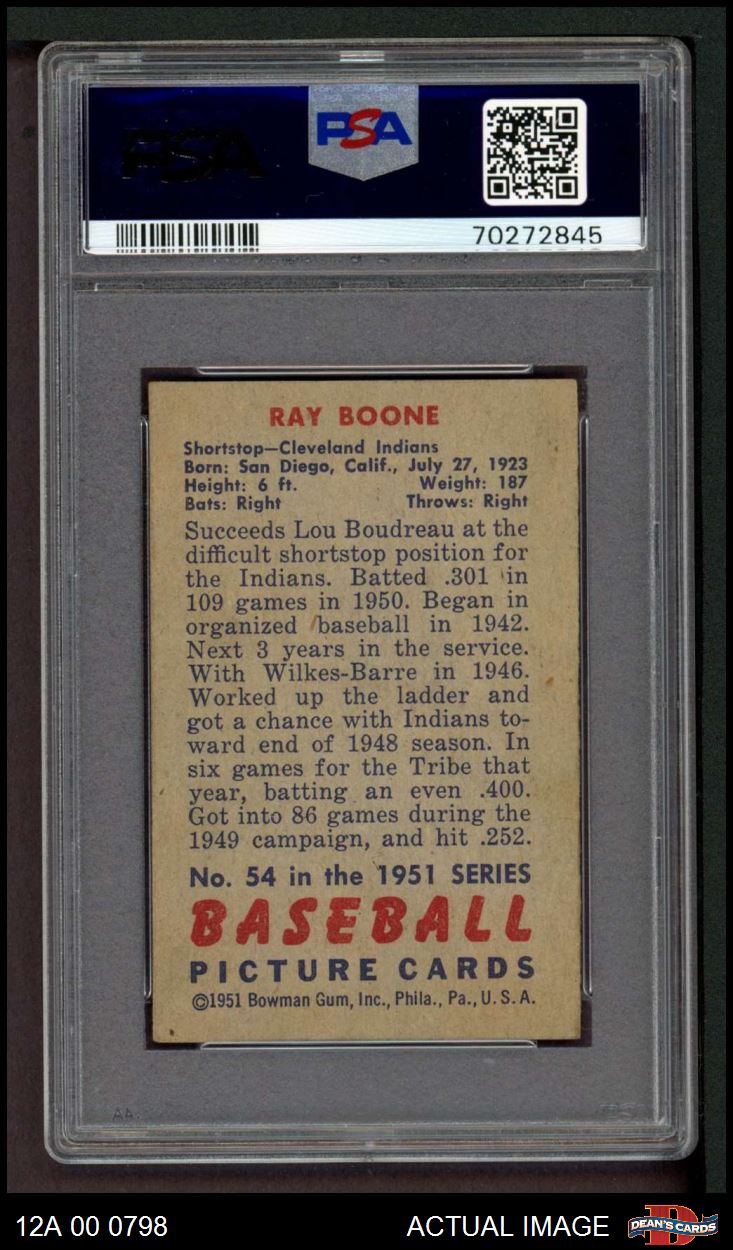 PSA
PSA
70272845
RAY BOONE
Shortstop—Cleveland Indians
Born: San Diego, Calif., July 27, 1923
Height: 6 ft. Weight: 187
Bats: Right Throws: Right
Succeeds Lou Boudreau at the
difficult shortstop position for
the Indians. Batted .301 in
109 games in 1950. Began in
organized baseball in 1942.
Next 3 years in the service.
With Wilkes-Barre in 1946.
Worked up the ladder and
got a chance with Indians to-
ward end of 1948 season. In
six games for the Tribe that
year, batting an even .400.
Got into 86 games during the
1949 campaign, and hit .252.
No. 54 in the 1951 SERIES
BASEBALL
PICTURE CARDS
©1951 Bowman Gum, Inc., Phila., Pa., U. S. A.
12A 00 0798
ACTUAL IMAGE
DEAN'S CARDS